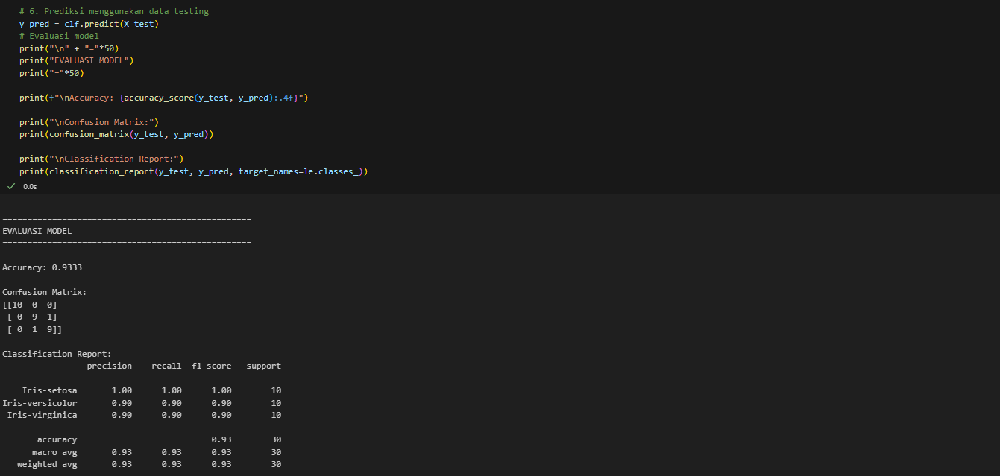 # 6. Prediksi menggunakan data testing
y_pred = clf.predict(X_test)
# Evaluasi model
print("\n" + "="*50)
print("EVALUASI MODEL")
print("="*50)
print(f"\nAccuracy: {accuracy_score(y_test, y_pred):.4f}")
print("\nConfusion Matrix:")
print(confusion_matrix(y_test, y_pred))
print("\nClassification Report:")
print(classification_report(y_test, y_pred, target_names=le.classes_))
0.0s
==================================================
EVALUASI MODEL
==================================================
Accuracy: 0.9333
Confusion Matrix:
[[10  0  0]
 [ 0  9  1]
 [ 0  1  9]]
Classification Report:
                 precision    recall  f1-score   support
    Iris-setosa       1.00      1.00      1.00        10
Iris-versicolor       0.90      0.90      0.90        10
 Iris-virginica       0.90      0.90      0.90        10
       accuracy                           0.93        30
      macro avg       0.93      0.93      0.93        30
   weighted avg       0.93      0.93      0.93        30